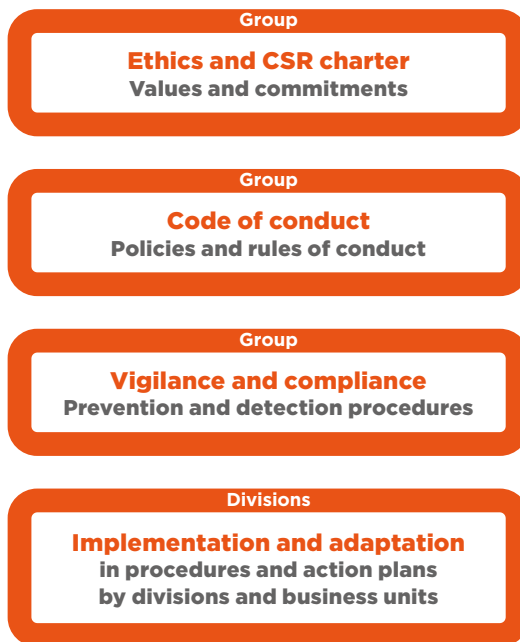 Group
Ethics and CSR charter
Values and commitments
Group
Code of conduct
Policies and rules of conduct
Group
Vigilance and compliance
Prevention and detection procedures
Divisions
Implementation and adaptation
in procedures and action plans
by divisions and business units